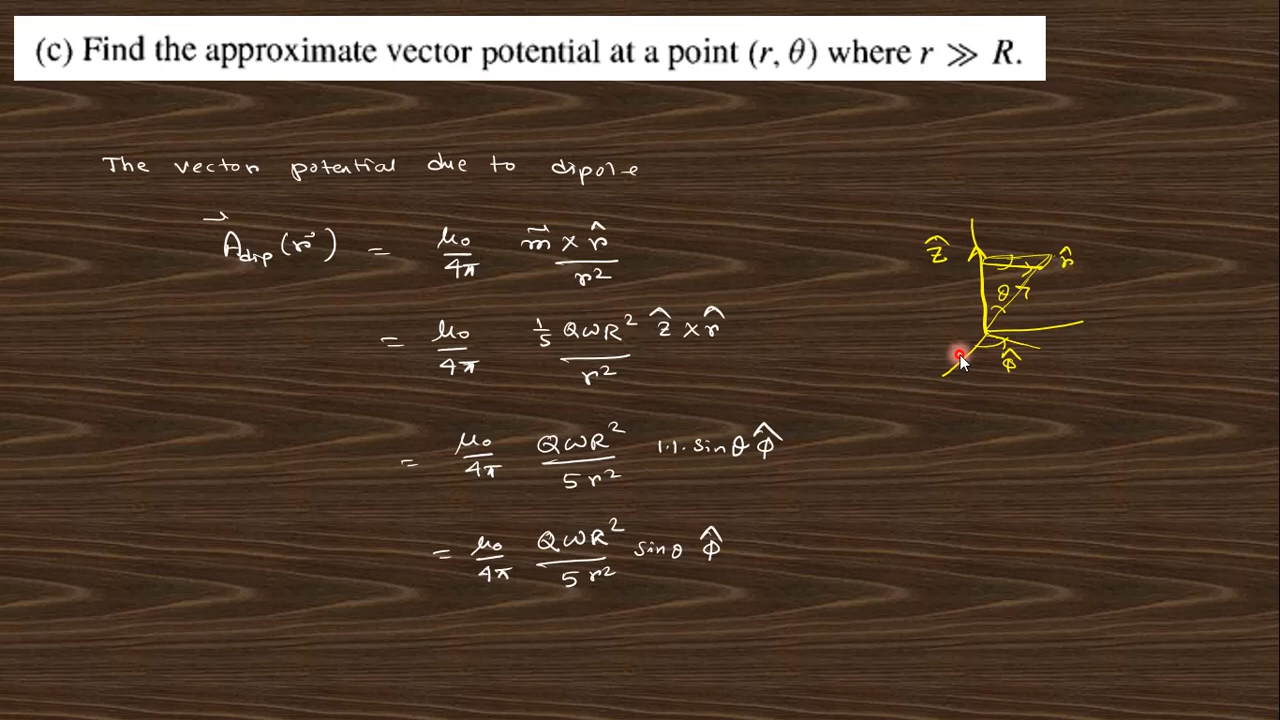 (c) Find the approximate vector potential at a point (r, θ) where r ≫ R.
The vector potential due to dipole
A⃗dip (r⃗) = μ₀/4π m⃗ × r̂/r²
ẑ r̂
θ r
= μ₀/4π 1/5 QωR² ẑ × r̂/r²
φ̂
= μ₀/4π QωR²/5r² 1.1. sinθ φ̂
= μ₀/4π QωR²/5r² sinθ φ̂